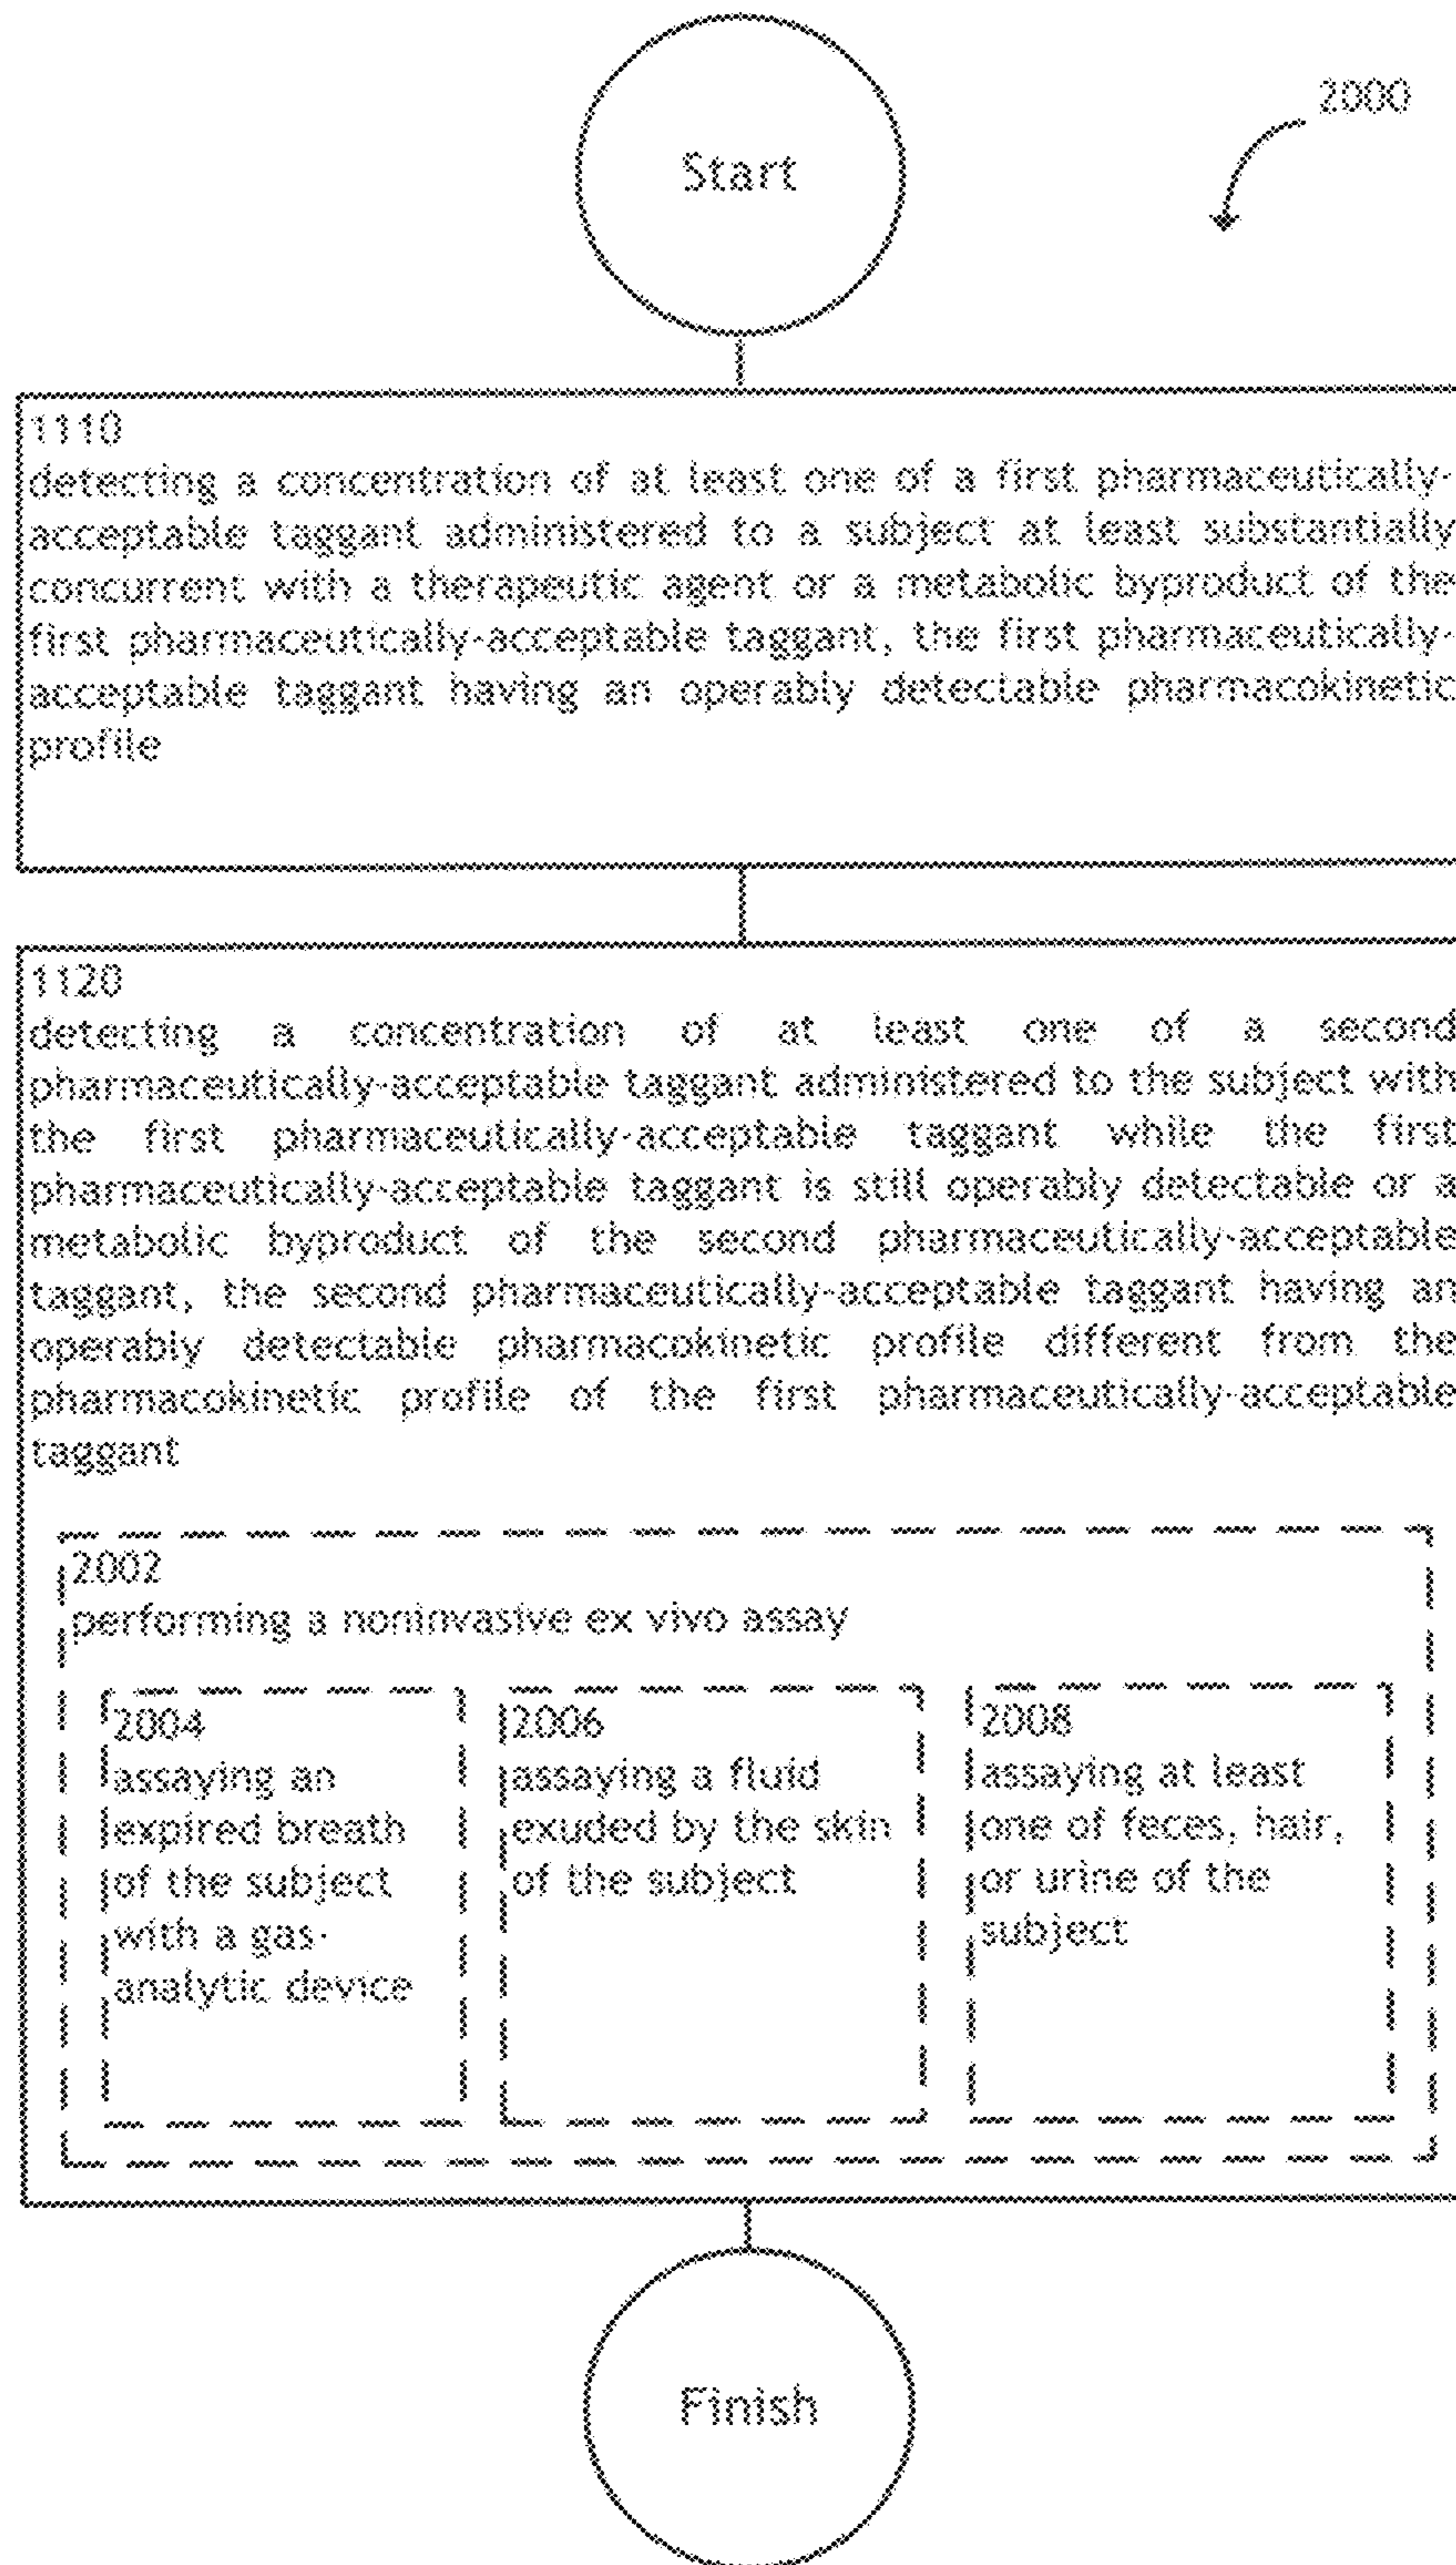 Start
2000
1110
detecting a concentration of at least one of a first pharmaceutically-
acceptable taggant administered to a subject at least substantially
concurrent with a therapeutic agent or a metabolic byproduct of the
first pharmaceutically-acceptable taggant, the first pharmaceutically-
acceptable taggant having an operably detectable pharmacokinetic
profile
1120
detecting a concentration of at least one of a second
pharmaceutically-acceptable taggant administered to the subject with
the first pharmaceutically-acceptable taggant while the first
pharmaceutically-acceptable taggant is still operably detectable or a
metabolic byproduct of the second pharmaceutically-acceptable
taggant, the second pharmaceutically-acceptable taggant having an
operably detectable pharmacokinetic profile different from the
pharmacokinetic profile of the first pharmaceutically-acceptable
taggant
2002
performing a noninvasive ex vivo assay
2004
assaying an
expired breath
of the subject
with a gas-
analytic device
2006
assaying a fluid
exuded by the skin
of the subject
2008
assaying at least
one of feces, hair,
or urine of the
subject
Finish